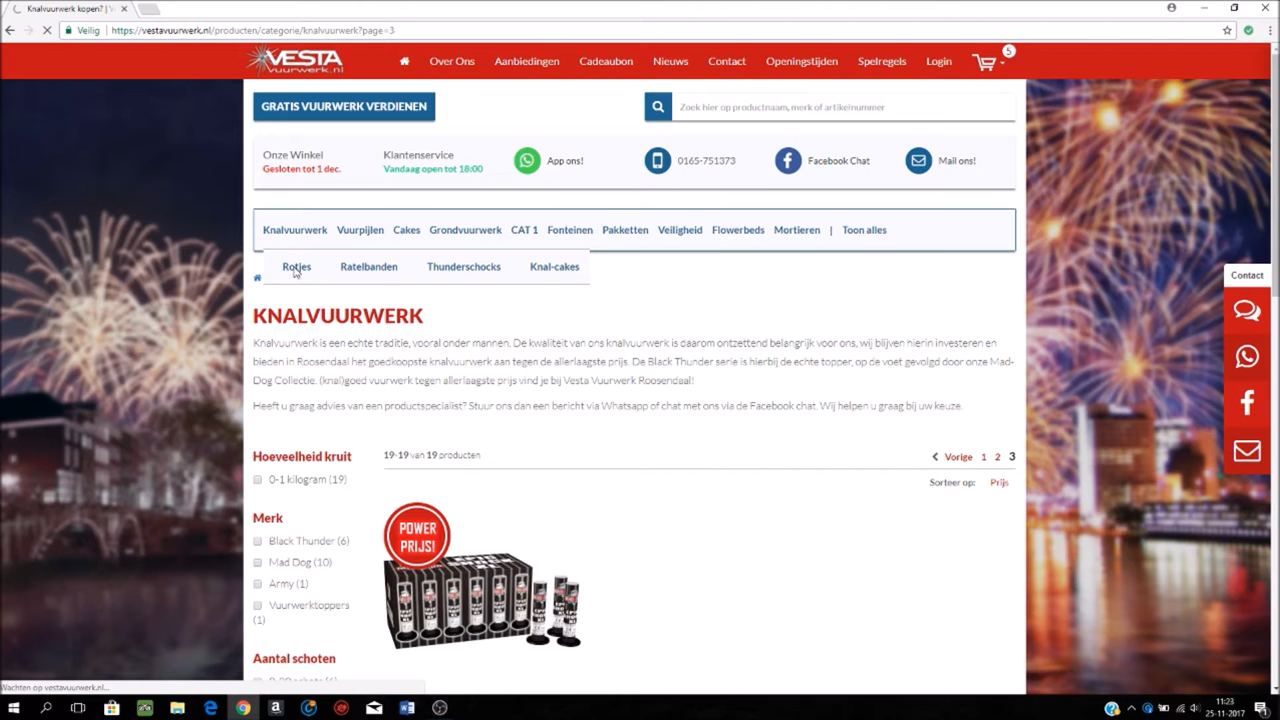 Knalvuurwerk kopen? | V
Veilig https://vestavuurwerk.nl/producten/categorie/knalvuurwerk?page=3
VESTA
vuurwerk.nl
Over Ons Aanbiedingen Cadeaubon Nieuws Contact Openingstijden Spelregels Login 5
GRATIS VUURWERK VERDIENEN
Zoek hier op productnaam, merk of artikelnummer
Onze Winkel
Gesloten tot 1 dec.
Klantenservice
Vandaag open tot 18:00
App ons!
0165-751373
Facebook Chat
Mail ons!
Knalvuurwerk Vuurpijlen Cakes Grondvuurwerk CAT 1 Fonteinen Pakketten Veiligheid Flowerbeds Mortieren | Toon alles
Rotjes Ratelbanden Thunderschocks Knal-cakes
Contact
KNALVUURWERK
Knalvuurwerk is een echte traditie, vooral onder mannen. De kwaliteit van ons knalvuurwerk is daarom ontzettend belangrijk voor ons, wij blijven hierin investeren en
bieden in Roosendaal het goedkoopste knalvuurwerk aan tegen de allerlaagste prijs. De Black Thunder serie is hierbij de echte topper, op de voet gevolgd door onze Mad-
Dog Collectie. (knal)goed vuurwerk tegen allerlaagste prijs vind je bij Vesta Vuurwerk Roosendaal!
Heeft u graag advies van een productspecialist? Stuur ons dan een bericht via Whatsapp of chat met ons via de Facebook chat. Wij helpen u graag bij uw keuze.
Hoeveelheid kruit
0-1 kilogram (19)
Merk
Black Thunder (6)
Mad Dog (10)
Army (1)
Vuurwerktoppers
(1)
Aantal schoten
19-19 van 19 producten
Vorige 1 2 3
Sorteer op: Prijs
POWER
PRIJS!
Wachten op vestavuurwerk.nl...
11:23
25-11-2017